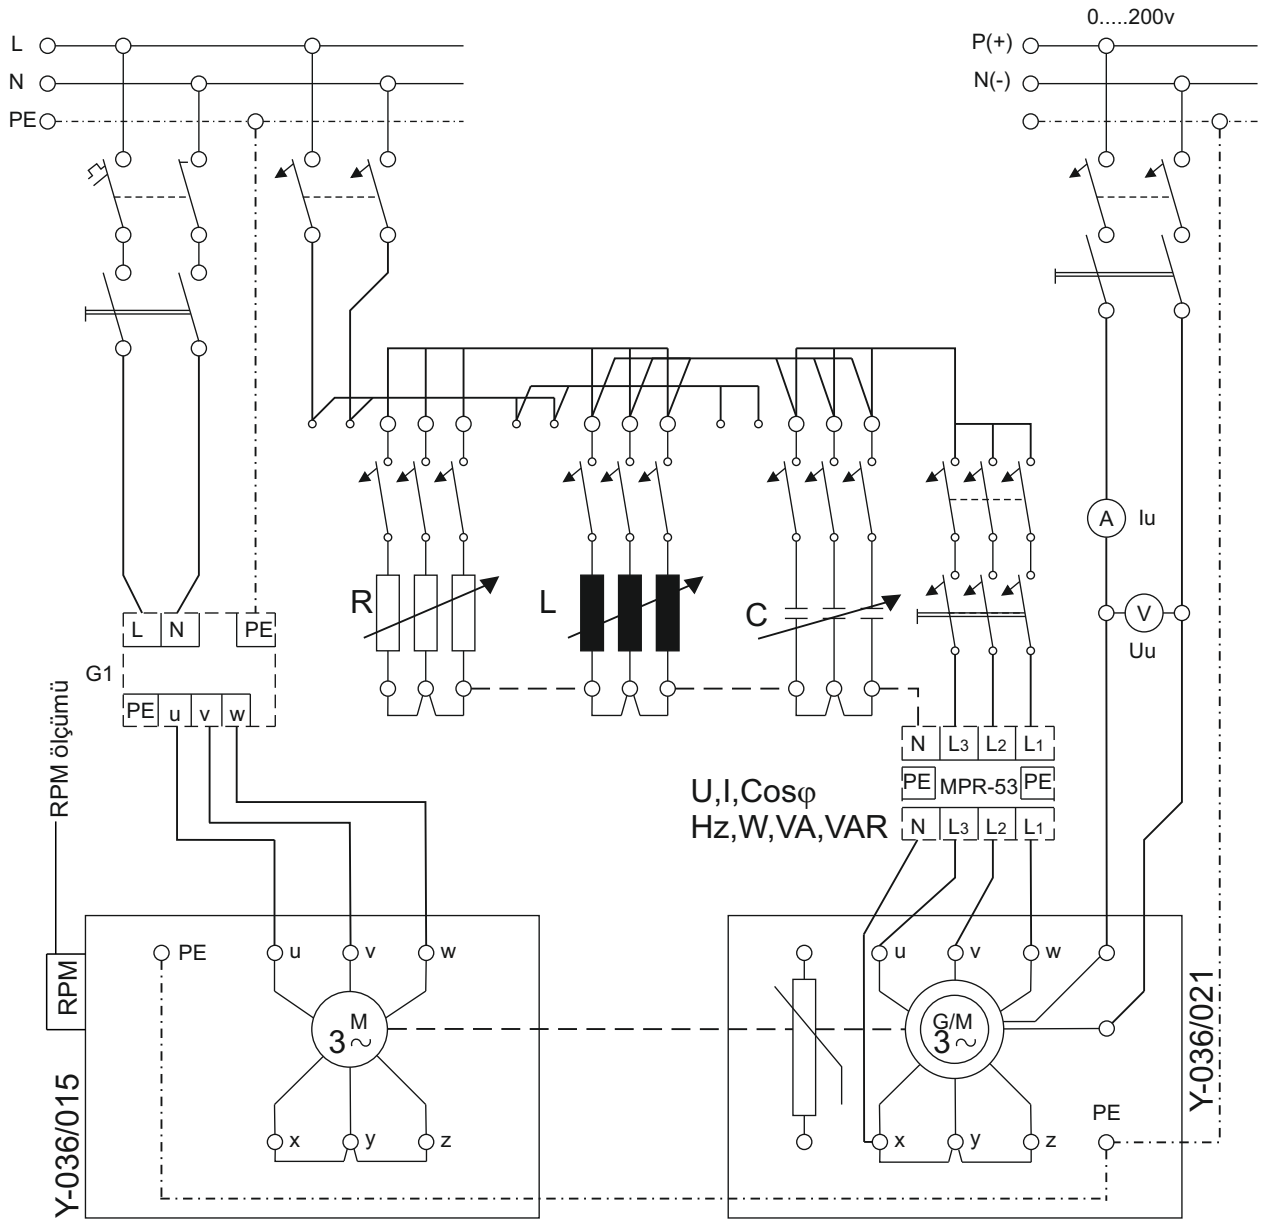 0.....200v
L
P(+)
N
N(-)
PE
A
Iu
V
Uu
R
L
C
L N PE
G1
PE u v w
RPM ölçümü
N L3 L2 L1
PE MPR-53 PE
N L3 L2 L1
U,I,Cosφ
Hz,W,VA,VAR
PE
u
v
w
u
v
w
RPM
M
3 ~
G/M
3 ~
Y-036/015
Y-036/021
PE
x
y
z
x
y
z